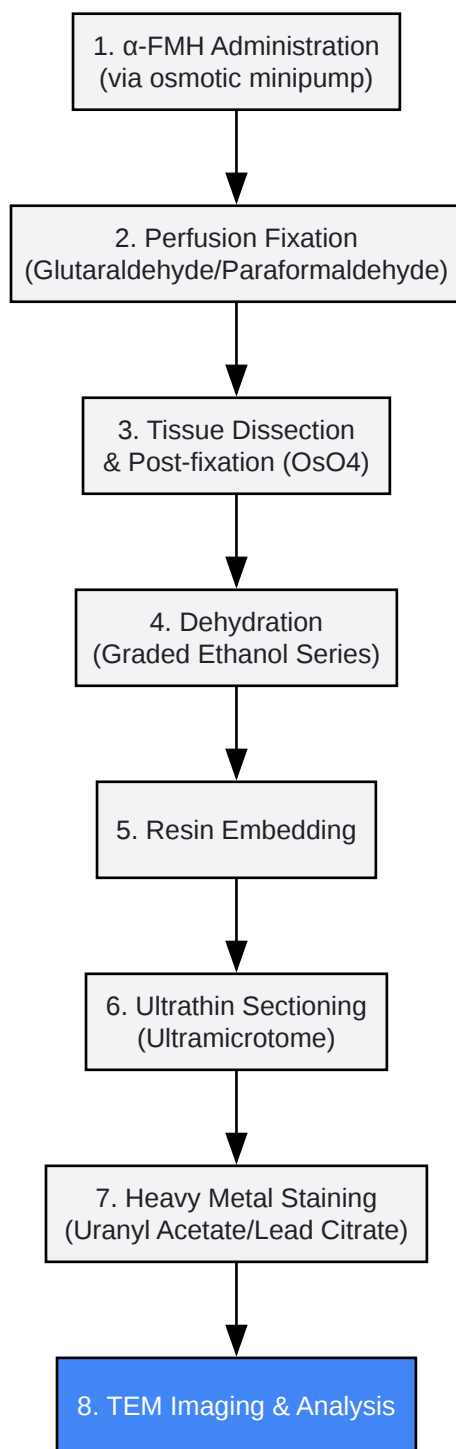 1. α-FMH Administration
(via osmotic minipump)
2. Perfusion Fixation
(Glutaraldehyde/Paraformaldehyde)
3. Tissue Dissection
& Post-fixation (OsO4)
4. Dehydration
(Graded Ethanol Series)
5. Resin Embedding
6. Ultrathin Sectioning
(Ultramicrotome)
7. Heavy Metal Staining
(Uranyl Acetate/Lead Citrate)
8. TEM Imaging & Analysis